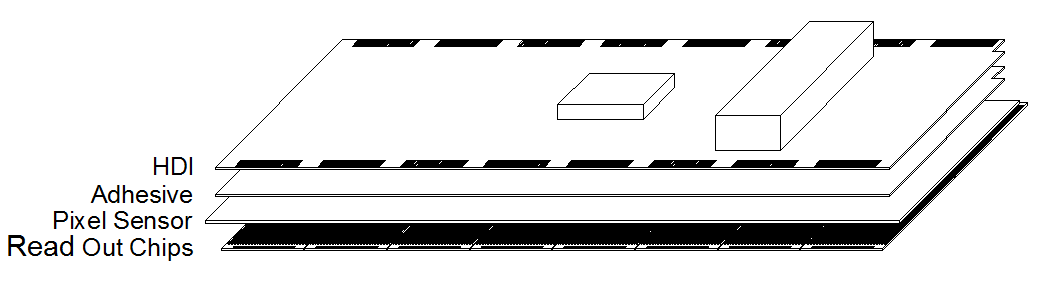 HDI
Adhesive
Pixel Sensor
Read Out Chips